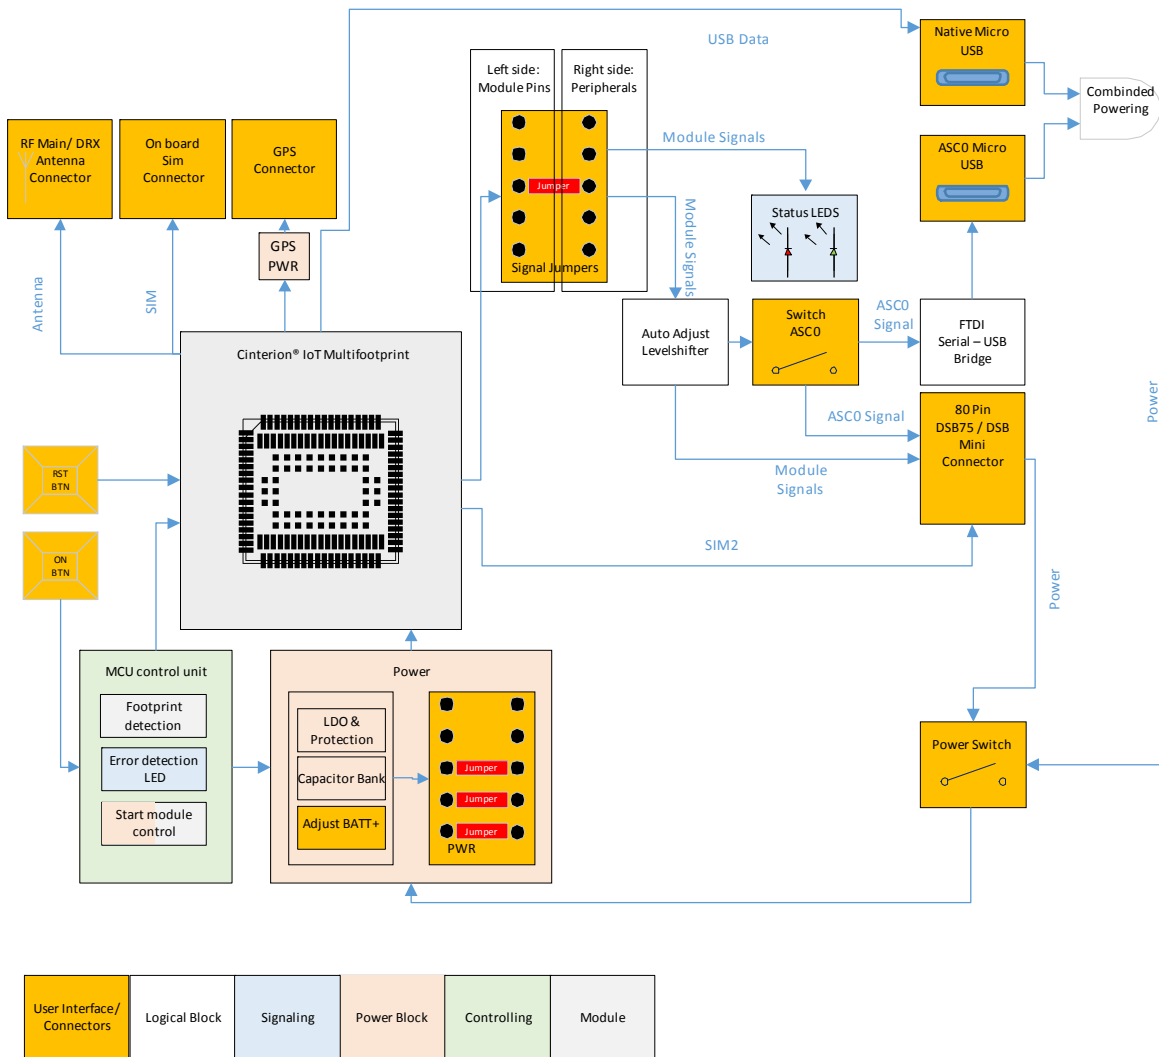 USB Data
Native Micro
USB
Combinded
Powering
Left side:
Module Pins
Right side:
Peripherals
RF Main/ DRX
Antenna
Connector
On board
Sim
Connector
GPS
Connector
Module Signals
ASC0 Micro
USB
Jumper
Signal Jumpers
Module
Signals
Status LEDS
GPS
PWR
Antenna
SIM
Auto Adjust
Levelshifter
Switch
ASC0
ASC0
Signal
FTDI
Serial – USB
Bridge
Cinterion® IoT Multifootprint
Power
ASC0 Signal
80 Pin
DSB75 / DSB
Mini
Connector
Module
Signals
RST
BTN
SIM2
ON
BTN
Power
MCU control unit
Footprint
detection
Error detection
LED
Start module
control
Power
LDO &
Protection
Capacitor Bank
Adjust BATT+
Jumper
Jumper
Jumper
PWR
Power Switch
User Interface/
Connectors
Logical Block
Signaling
Power Block
Controlling
Module